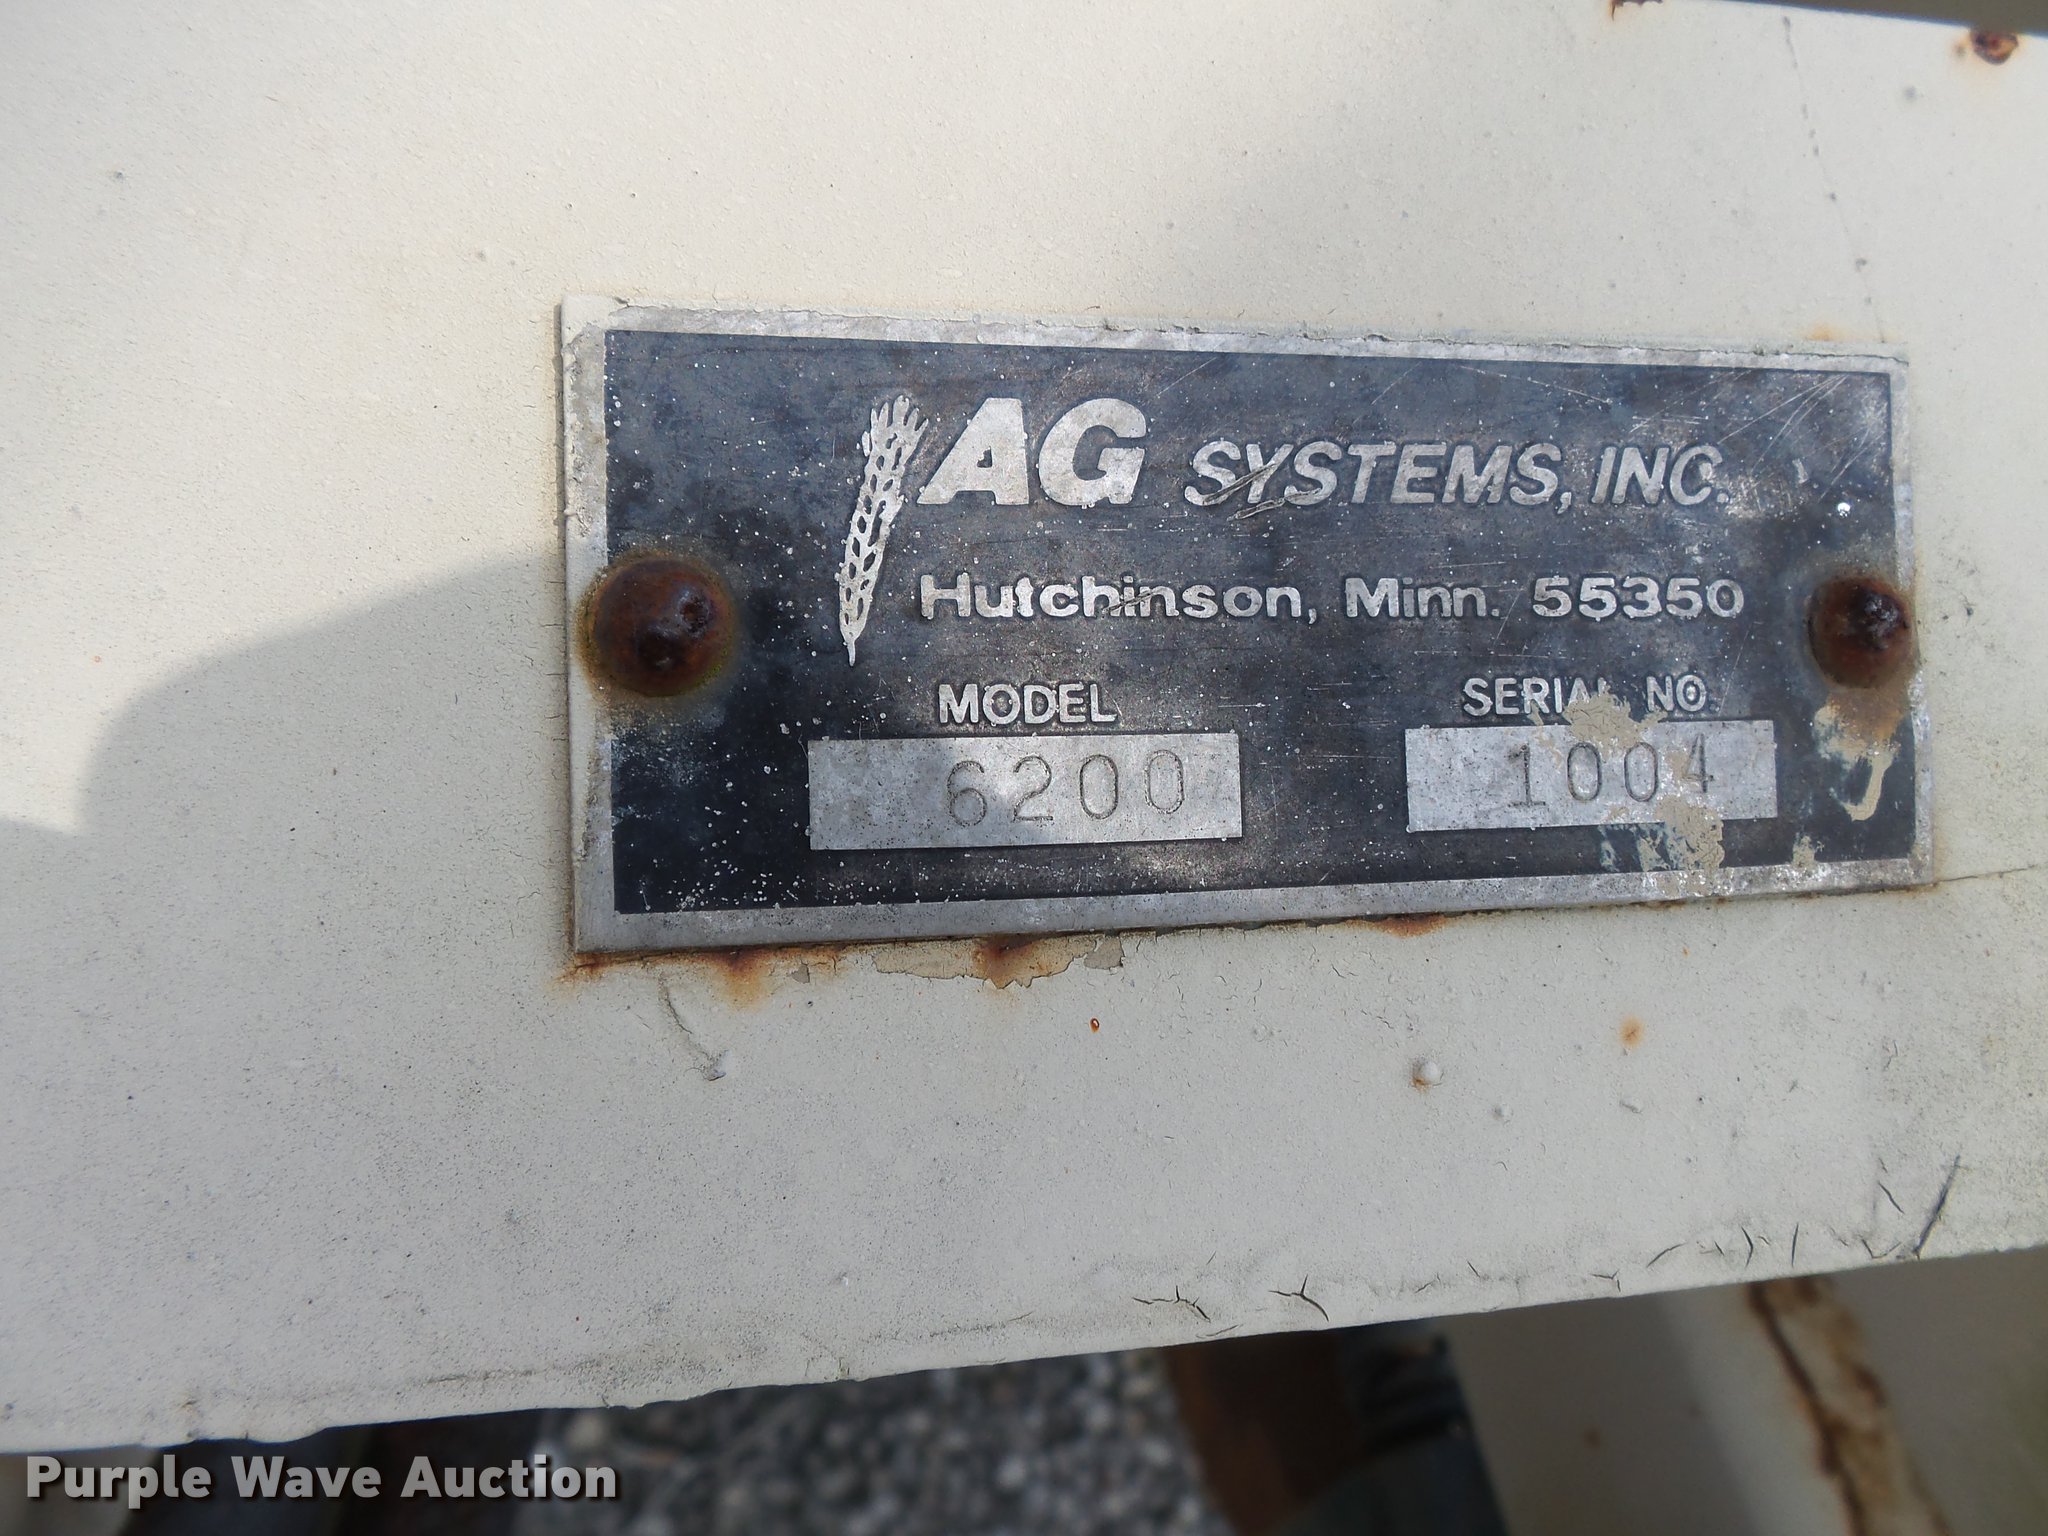 AG SYSTEMS, INC.
Hutchinson, Minn. 55350
MODEL SERIAL NO.
6200 1004
Purple Wave Auction